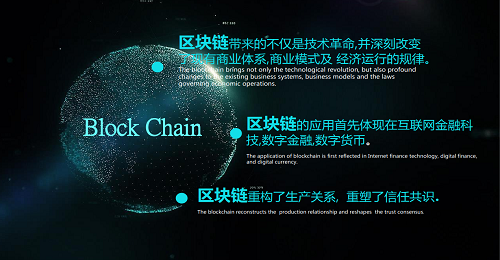 区块链带来的不仅是技术革命,并深刻改变
了现有商业体系,商业模式及 经济运行的规律。
The blockchain brings not only the technological revolution, but also profound
changes to the existing business systems, business models and the laws
governing economic operations.
Block Chain
区块链的应用首先体现在互联网金融科
技,数字金融,数字货币。
The application of blockchain is first reflected in Internet finance technology, digital finance,
and digital currency.
区块链重构了生产关系，重塑了信任共识.
The blockchain reconstructs the production relationship and reshapes the trust consensus.